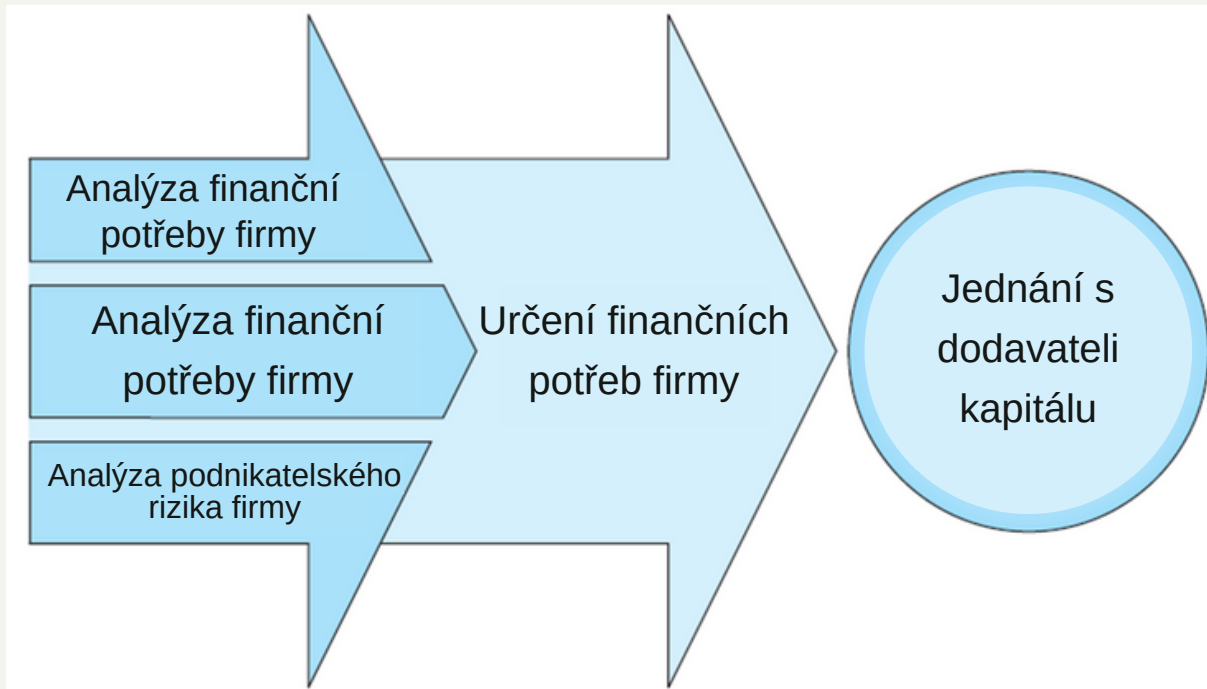 Analýza finanční
potřeby firmy
Analýza finanční
potřeby firmy
Analýza podnikatelského
rizika firmy
Určení finančních
potřeb firmy
Jednání s
dodavateli
kapitálu